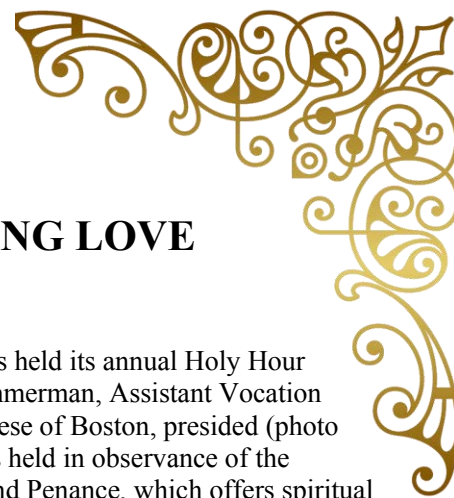 NG LOVE
s held its annual Holy Hour
mmerman, Assistant Vocation
ese of Boston, presided (photo
s held in observance of the
nd Penance, which offers spiritual